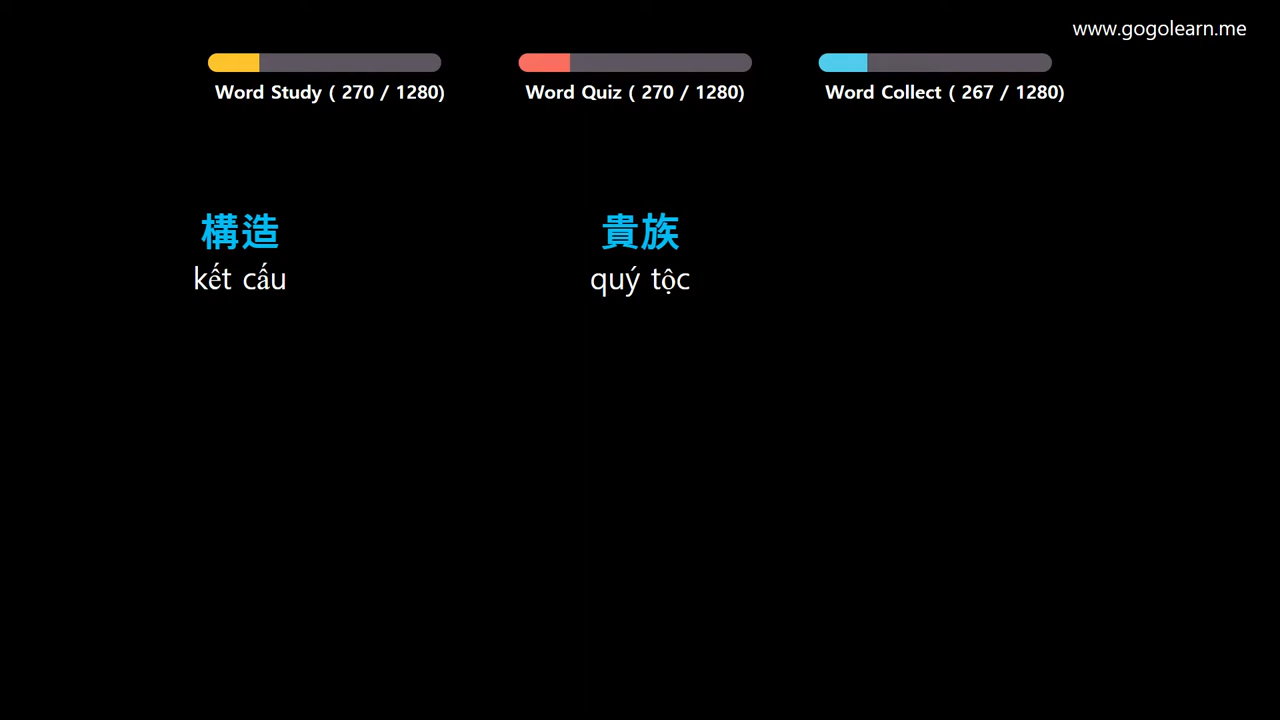 www.gogolearn.me
Word Study ( 270 / 1280)
Word Quiz ( 270 / 1280)
Word Collect ( 267 / 1280)
構造
kết cấu
貴族
quý tộc